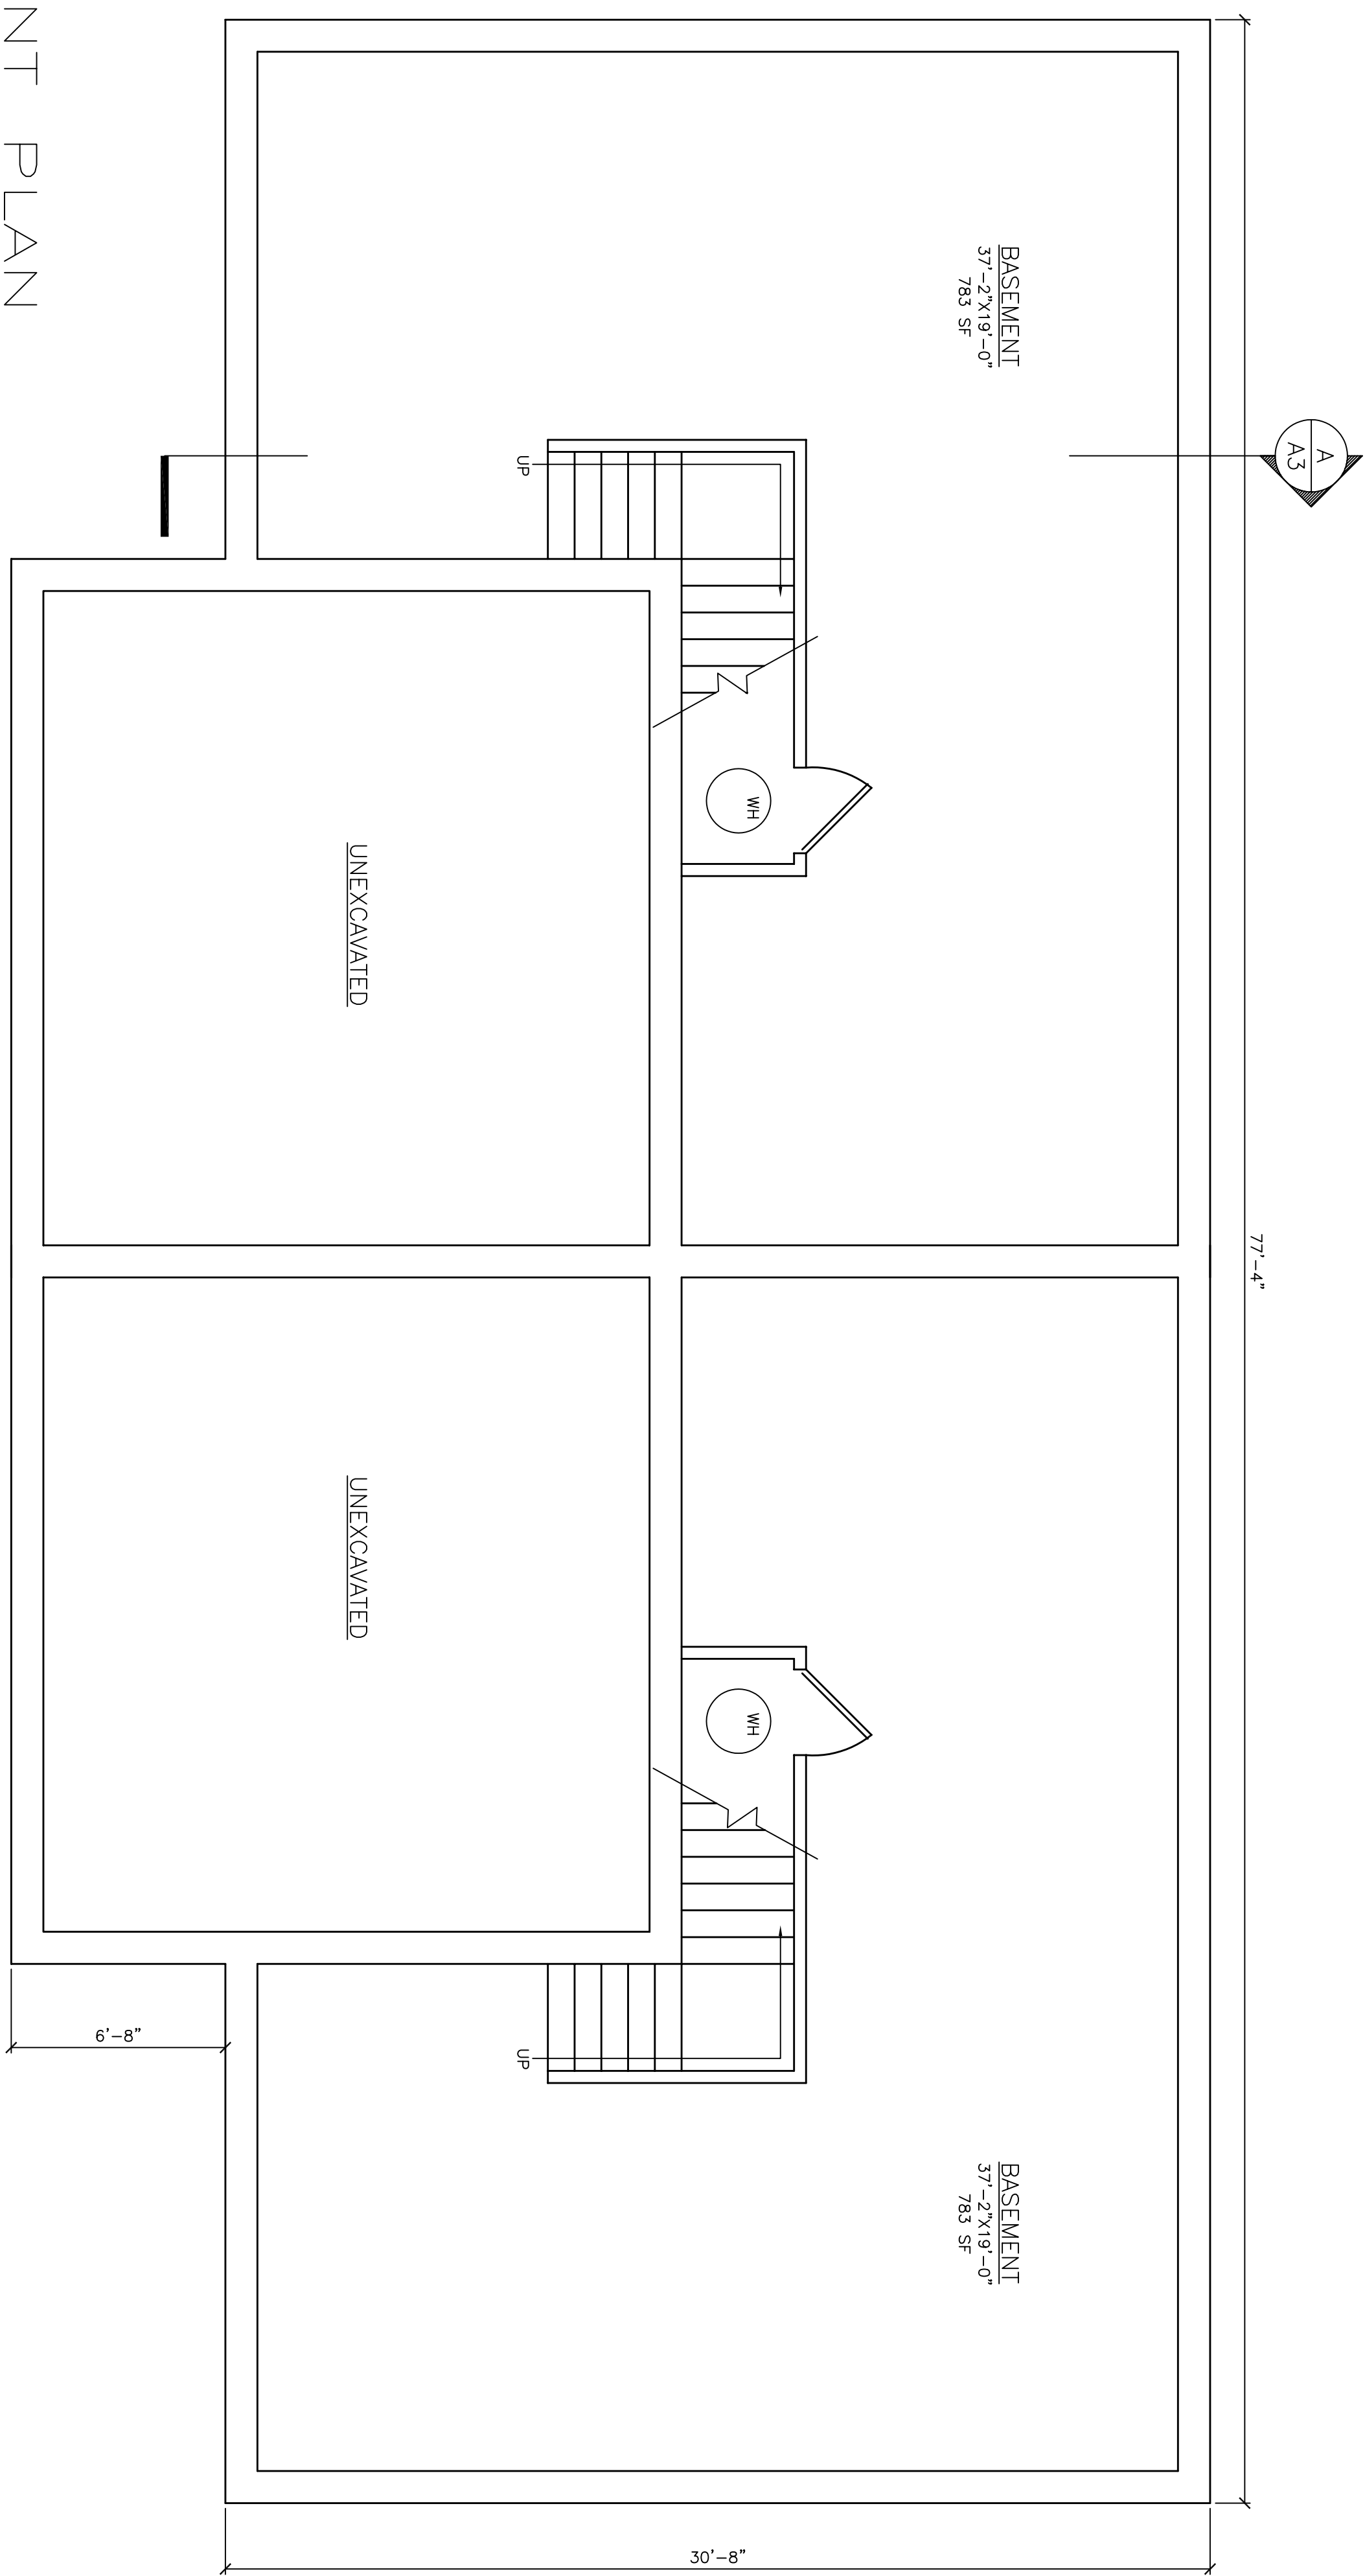 A
A3
77'-4"
BASEMENT
37'-2"X19'-0"
783 SF
BASEMENT
37'-2"X19'-0"
783 SF
WH
WH
UP
UP
UNEXCAVATED
UNEXCAVATED
30'-8"
6'-8"
NT PLAN